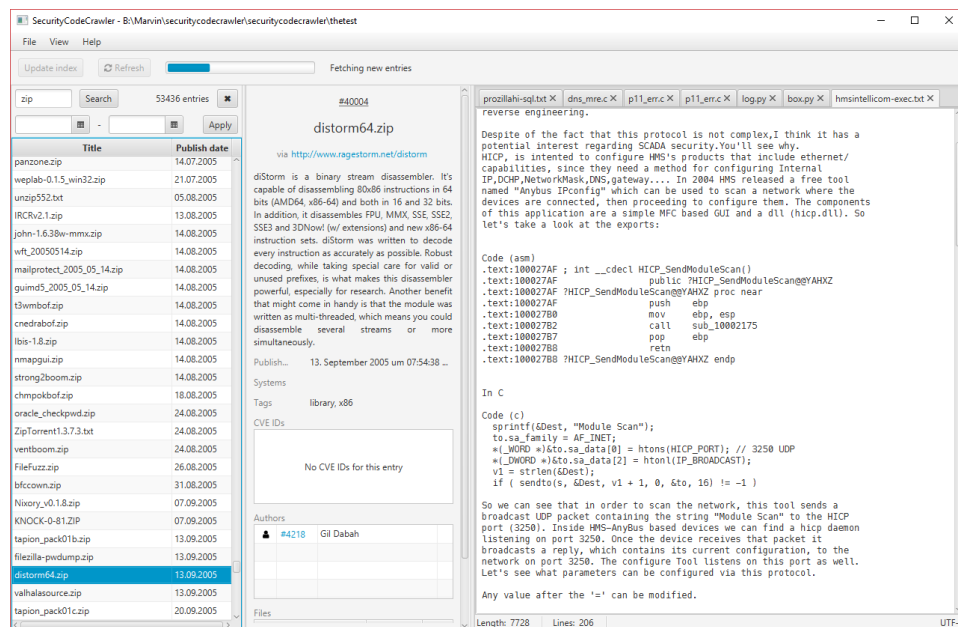 SecurityCodeCrawler - B:\Marvin\securitycodecrawler\securitycodecrawler\thetest
File View Help
Update index Refresh Fetching new entries
zip Search 53436 entries
- Apply
Title Publish date
panzone.zip 14.07.2005
weplab-0.1.5_win32.zip 21.07.2005
unzip552.txt 05.08.2005
IRCRv2.1.zip 13.08.2005
john-1.6.38w-mmx.zip 14.08.2005
wft_20050514.zip 14.08.2005
mailprotect_2005_05_14.zip 14.08.2005
guimd5_2005_05_14.zip 14.08.2005
t3wmbof.zip 14.08.2005
cnedrabof.zip 14.08.2005
Ibis-1.8.zip 14.08.2005
nmapgui.zip 14.08.2005
strong2boom.zip 14.08.2005
chmpokbof.zip 18.08.2005
oracle_checkpwd.zip 24.08.2005
ZipTorrent1.3.7.3.txt 24.08.2005
ventboom.zip 24.08.2005
FileFuzz.zip 26.08.2005
bfccown.zip 31.08.2005
Nixory_v0.1.8.zip 07.09.2005
KNOCK-0-81.ZIP 07.09.2005
tapion_pack01b.zip 13.09.2005
filezilla-pwdump.zip 13.09.2005
distorm64.zip 13.09.2005
valhalasource.zip 13.09.2005
tapion_pack01c.zip 20.09.2005
#40004
distorm64.zip
via http://www.ragestorm.net/distorm
diStorm is a binary stream disassembler. It's
capable of disassembling 80x86 instructions in 64
bits (AMD64, x86-64) and both in 16 and 32 bits.
In addition, it disassembles FPU, MMX, SSE, SSE2,
SSE3 and 3DNow! (w/ extensions) and new x86-64
instruction sets. diStorm was written to decode
every instruction as accurately as possible. Robust
decoding, while taking special care for valid or
unused prefixes, is what makes this disassembler
powerful, especially for research. Another benefit
that might come in handy is that the module was
written as multi-threaded, which means you could
disassemble several streams or more
simultaneously.
Publish... 13. September 2005 um 07:54:38 ...
Systems
Tags library, x86
CVE IDs
No CVE IDs for this entry
Authors
#4218 Gil Dabah
Files
prozillahi-sql.txt dns_mre.c p11_err.c p11_err.c log.py box.py hmsintellicom-exec.txt
reverse engineering.
Despite of the fact that this protocol is not complex,I think it has a
potential interest regarding SCADA security.You'll see why.
HICP, is intented to configure HMS's products that include ethernet/
capabilities, since they need a method for configuring Internal
IP,DCHP,NetworkMask,DNS,gateway,... In 2004 HMS released a free tool
named "Anybus IPconfig" which can be used to scan a network where the
devices are connected, then proceeding to configure them. The components
of this application are a simple MFC based GUI and a dll (hicp.dll). So
let's take a look at the exports:
Code (asm)
.text:100027AF ; int __cdecl HICP_SendModuleScan()
.text:100027AF public ?HICP_SendModuleScan@@YAHXZ
.text:100027AF ?HICP_SendModuleScan@@YAHXZ proc near
.text:100027AF push ebp
.text:100027B0 mov ebp, esp
.text:100027B2 call sub_10002175
.text:100027B7 pop ebp
.text:100027B8 retn
.text:100027B8 ?HICP_SendModuleScan@@YAHXZ endp
In C
Code (c)
sprintf(&Dest, "Module Scan");
to.sa_family = AF_INET;
*(_WORD *)&to.sa_data[0] = htons(HICP_PORT); // 3250 UDP
*(_DWORD *)&to.sa_data[2] = htonl(IP_BROADCAST);
v1 = strlen(&Dest);
if ( sendto(s, &Dest, v1 + 1, 0, &to, 16) != -1 )
So we can see that in order to scan the network, this tool sends a
broadcast UDP packet containing the string "Module Scan" to the HICP
port (3250). Inside HMS-AnyBus based devices we can find a hicp daemon
listening on port 3250. Once the device receives that packet it
broadcasts a reply, which contains its current configuration, to the
network on port 3250. The configure Tool listens on this port as well.
Let's see what parameters can be configured via this protocol.
Any value after the '=' can be modified.
Length: 7728 Lines: 206 UTF-